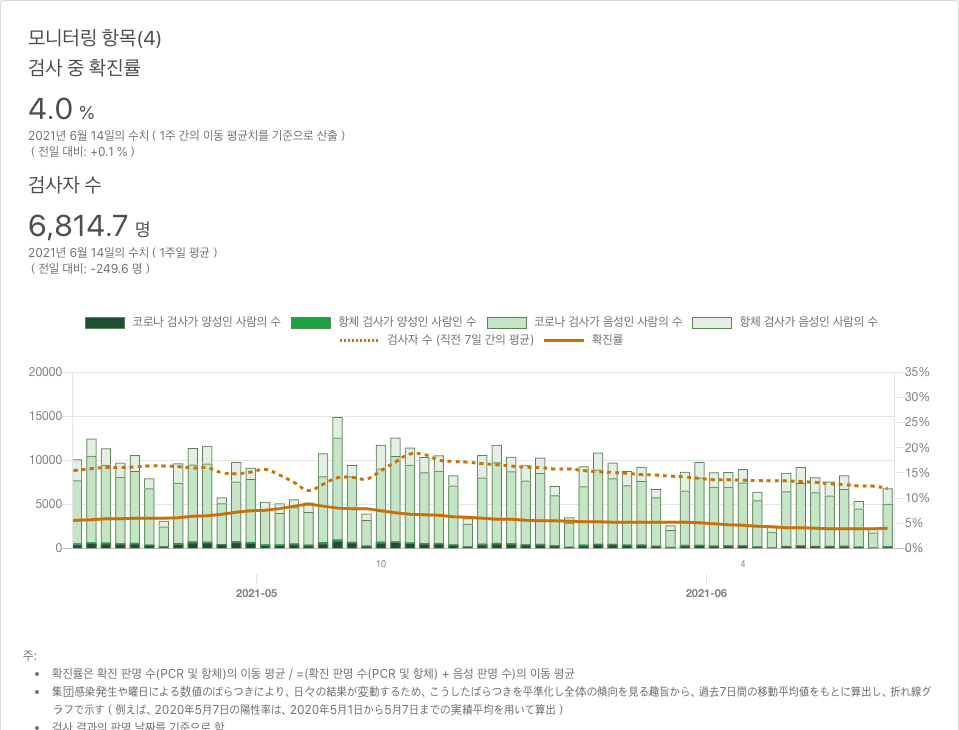 모니터링 항목(4)
검사 중 확진률
4.0 %
2021년 6월 14일의 수치 ( 1주 간의 이동 평균치를 기준으로 산출 )
( 전일 대비: +0.1 % )
검사자 수
6,814.7 명
2021년 6월 14일의 수치 ( 1주일 평균 )
( 전일 대비: -249.6 명 )
코로나 검사가 양성인 사람의 수 항체 검사가 양성인 사람인 수 코로나 검사가 음성인 사람의 수 항체 검사가 음성인 사람의 수
검사자 수 (직전 7일 간의 평균) 확진률
20000 35%
30%
15000 25%
20%
10000 15%
10%
5000 5%
0 0%
10 4
2021-05 2021-06
주:
• 확진률은 확진 판명 수(PCR 및 항체)의 이동 평균 / =(확진 판명 수(PCR 및 항체) + 음성 판명 수)의 이동 평균
• 集団感染発生や曜日による数値のばらつきにより、日々の結果が変動するため、こうしたばらつきを平準化し全体の傾向を見る趣旨から、過去7日間の移動平均値をもとに算出し、折れ線グ
ラフで示す ( 例えば、2020年5月7日の陽性率は、2020年5月1日から5月7日までの実績平均を用いて算出 )
• 검사 결과의 판명 날짜를 기준으로 함